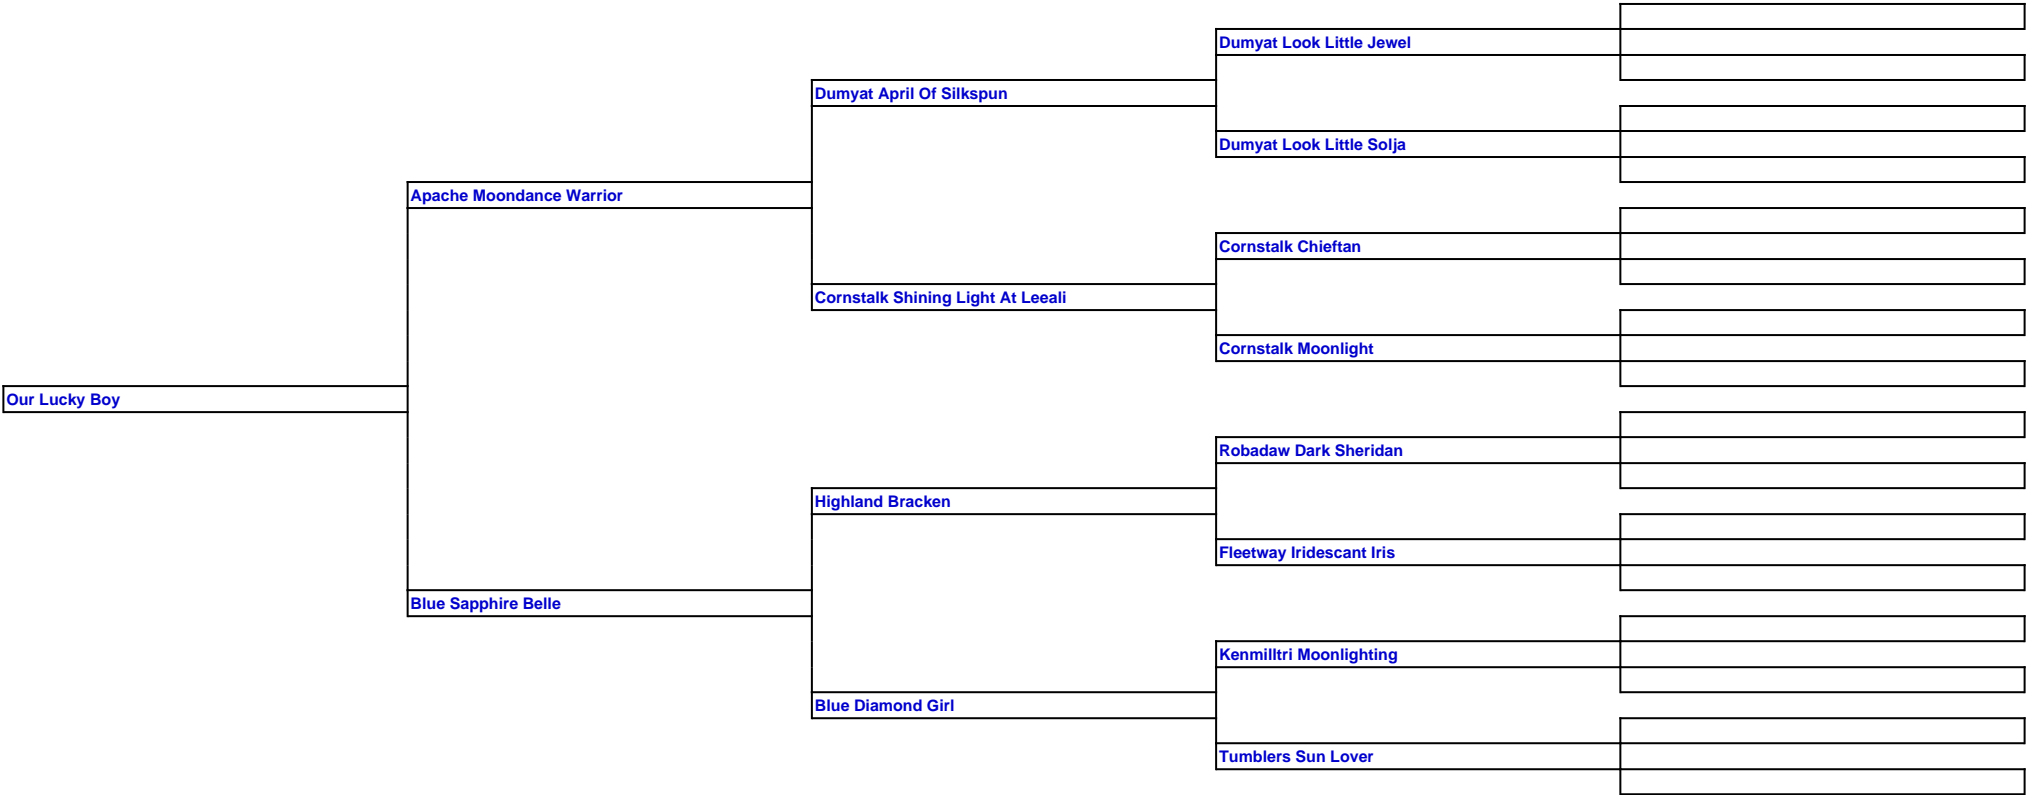 Dumyat Look Little Jewel
Dumyat April Of Silkspun
Dumyat Look Little Solja
Apache Moondance Warrior
Cornstalk Chieftan
Cornstalk Shining Light At Leeali
Cornstalk Moonlight
Our Lucky Boy
Robadaw Dark Sheridan
Highland Bracken
Fleetway Iridescant Iris
Blue Sapphire Belle
Kenmilltri Moonlighting
Blue Diamond Girl
Tumblers Sun Lover